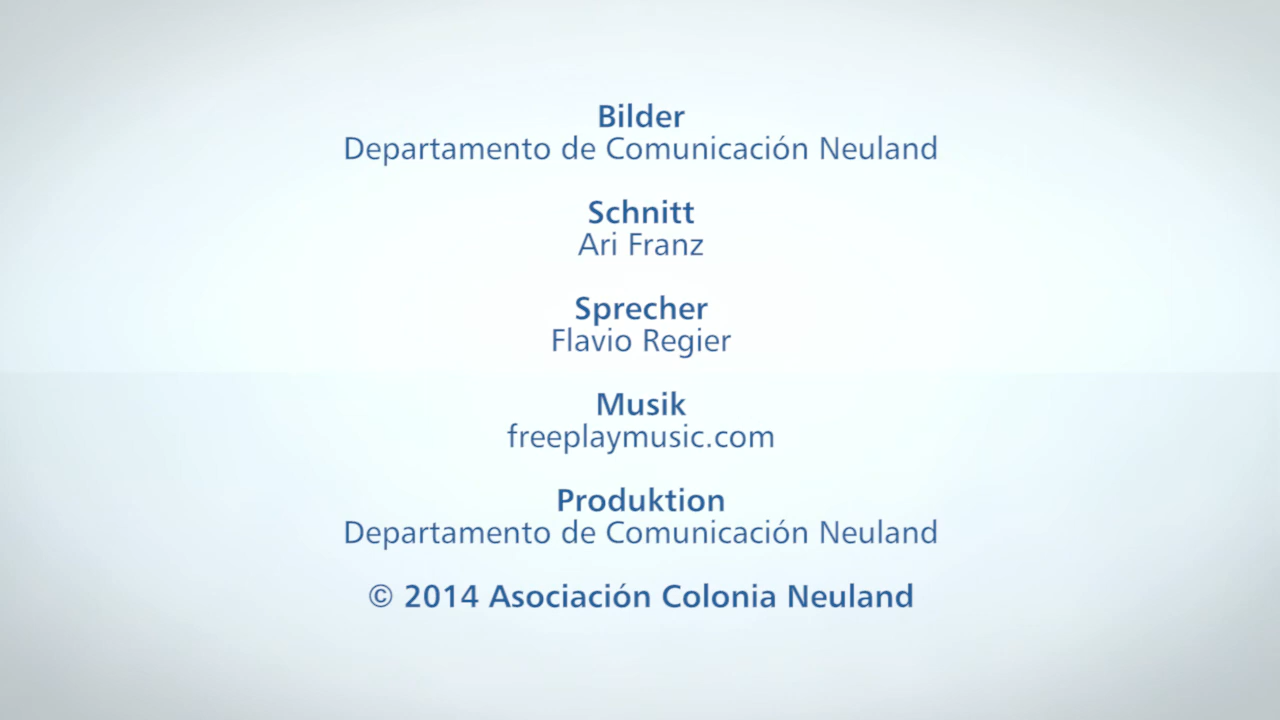 Bilder
Departamento de Comunicación Neuland
Schnitt
Ari Franz
Sprecher
Flavio Regier
Musik
freeplaymusic.com
Produktion
Departamento de Comunicación Neuland
© 2014 Asociación Colonia Neuland